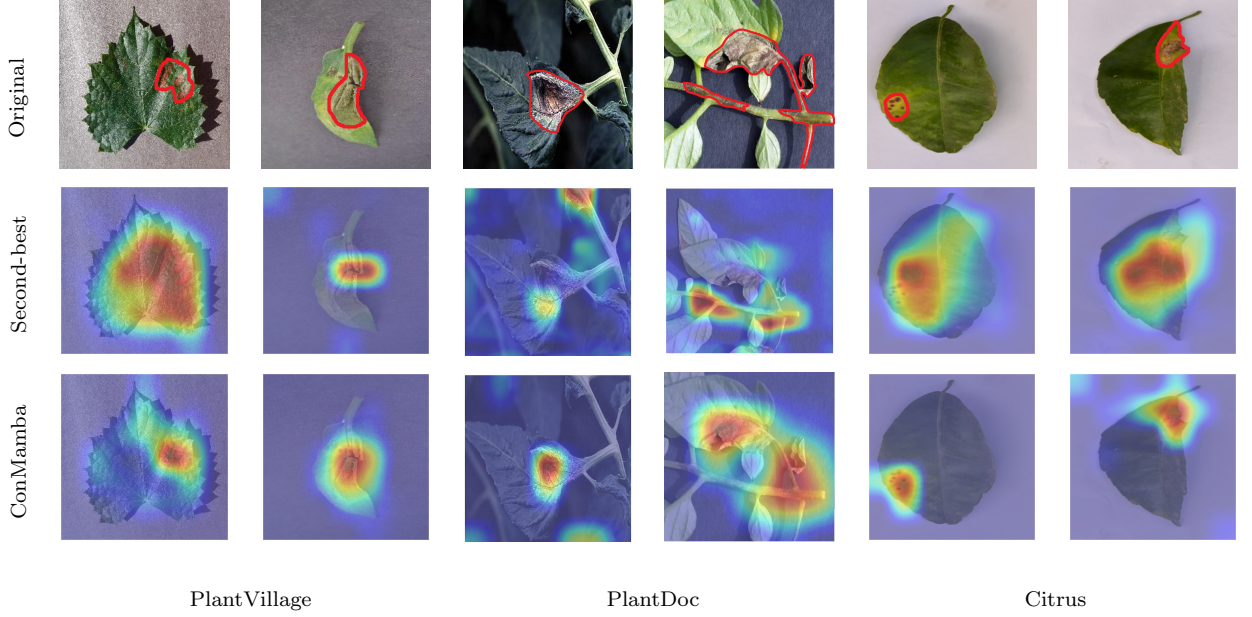 Original
Second-best
ConMamba
PlantVillage
PlantDoc
Citrus